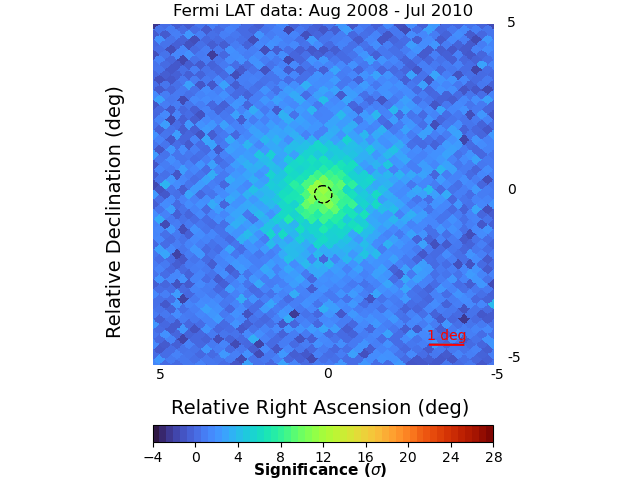 Fermi LAT data: Aug 2008 - Jul 2010
5
0
-5
Relative Declination (deg)
1 deg
5 0 -5
Relative Right Ascension (deg)
−4 0 4 8 12 16 20 24 28
Significance (σ)